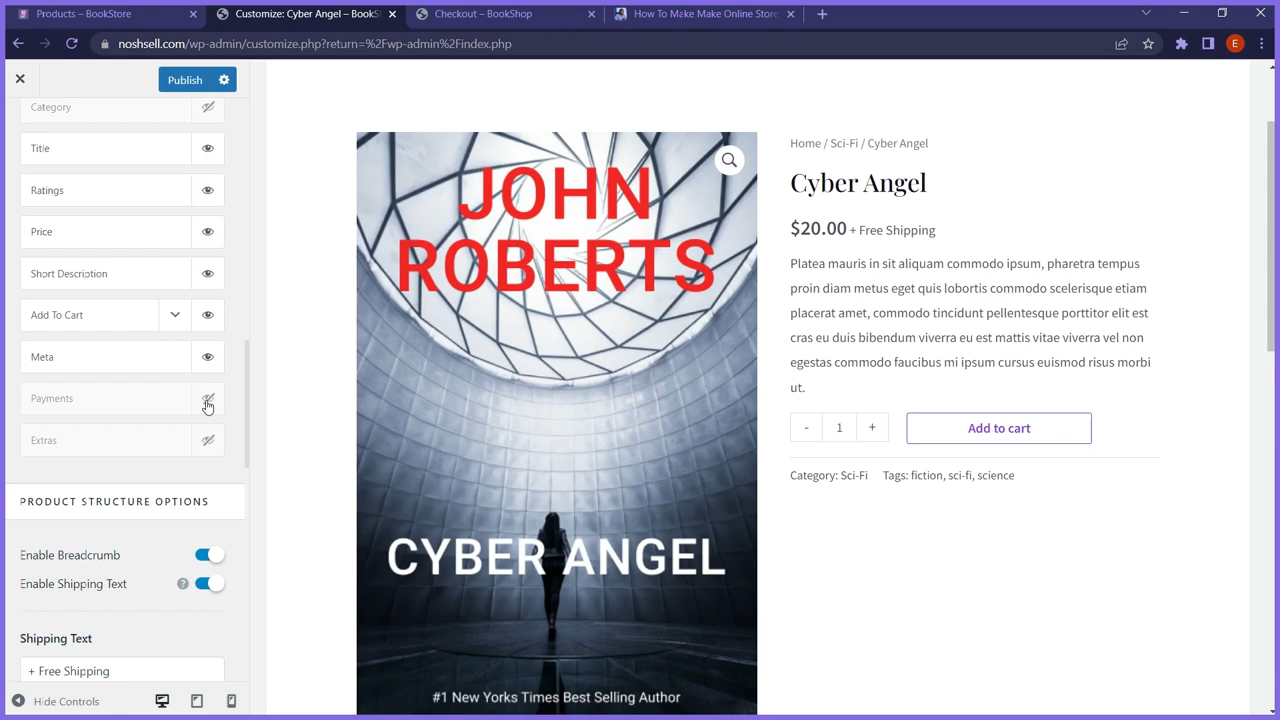 Products – BookStore
Customize: Cyber Angel – BookS
Checkout – BookShop
How To Make Make Online Store
noshsell.com/wp-admin/customize.php?return=%2Fwp-admin%2Findex.php
E
Publish
Category
Title
Ratings
Price
Short Description
Add To Cart
Meta
Payments
Extras
PRODUCT STRUCTURE OPTIONS
Enable Breadcrumb
Enable Shipping Text
?
Shipping Text
+ Free Shipping
Hide Controls
JOHN
ROBERTS
CYBER ANGEL
#1 New Yorks Times Best Selling Author
Home / Sci-Fi / Cyber Angel
Cyber Angel
$20.00 + Free Shipping
Platea mauris in sit aliquam commodo ipsum, pharetra tempus
proin diam metus eget quis lobortis commodo scelerisque etiam
placerat amet, commodo tincidunt pellentesque porttitor elit est
cras eu duis bibendum viverra eu est mattis vitae viverra vel non
egestas commodo faucibus mi ipsum cursus euismod risus morbi
ut.
- 1 + Add to cart
Category: Sci-Fi Tags: fiction, sci-fi, science